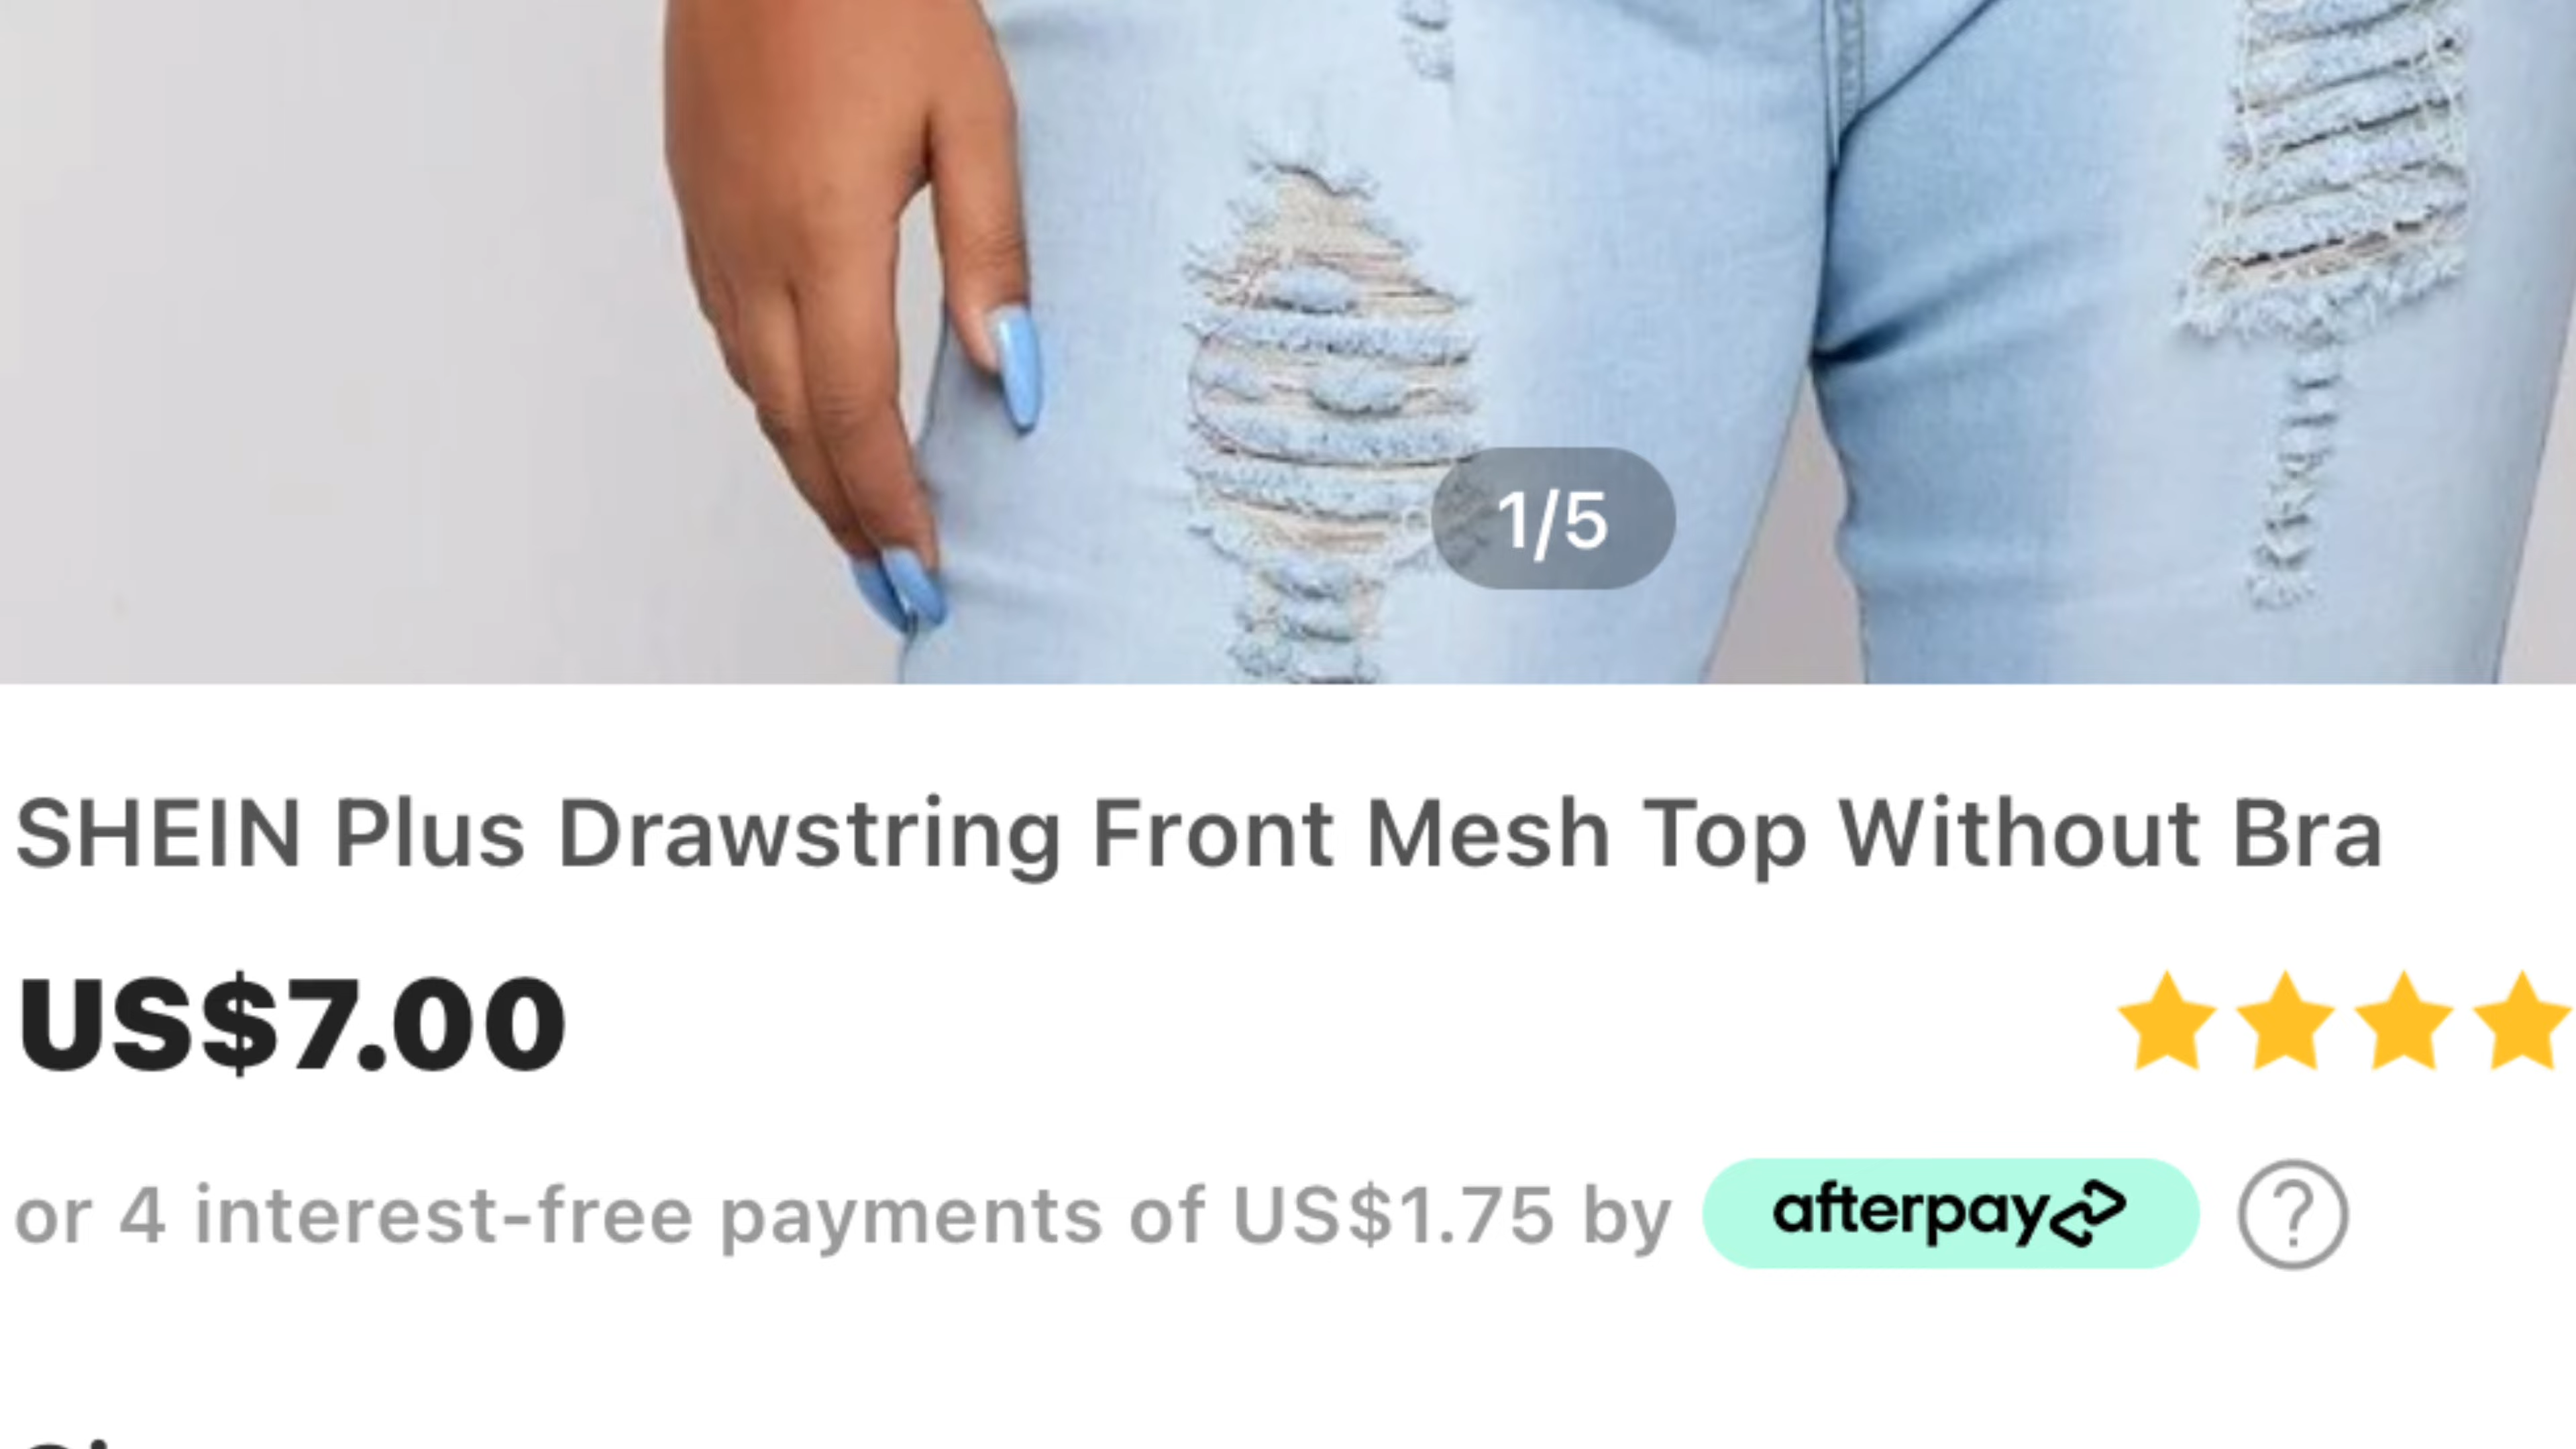 1/5
SHEIN Plus Drawstring Front Mesh Top Without Bra
US$7.00
or 4 interest-free payments of US$1.75 by afterpay ?